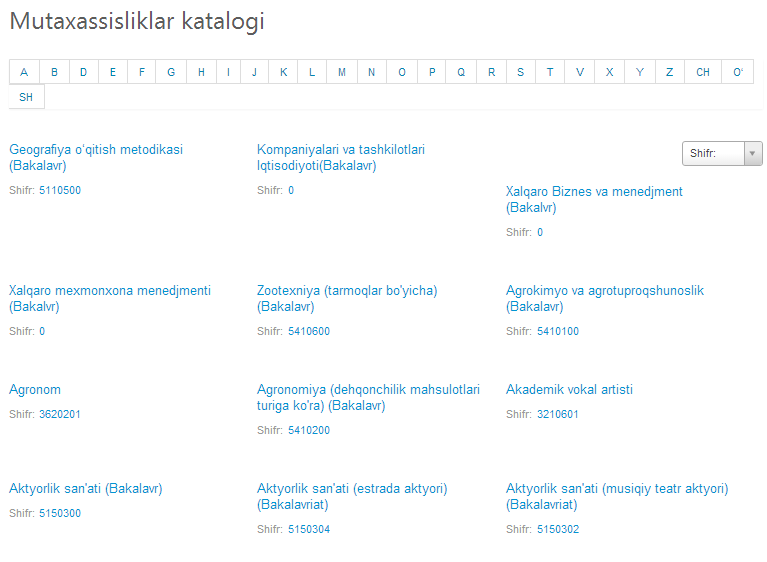 Mutaxassisliklar katalogi
A B D E F G H I J K L M N O P Q R S T V X Y Z CH O‘
SH
Geografiya o‘qitish metodikasi
(Bakalavr)
Shifr: 5110500
Kompaniyalari va tashkilotlari
Iqtisodiyoti(Bakalavr)
Shifr: 0
Shifr:
Xalqaro Biznes va menedjment
(Bakalvr)
Shifr: 0
Xalqaro mexmonxona menedjmenti
(Bakalvr)
Shifr: 0
Zootexniya (tarmoqlar bo'yicha)
(Bakalavr)
Shifr: 5410600
Agrokimyo va agrotuproqshunoslik
(Bakalavr)
Shifr: 5410100
Agronom
Shifr: 3620201
Agronomiya (dehqonchilik mahsulotlari
turiga ko'ra) (Bakalavr)
Shifr: 5410200
Akademik vokal artisti
Shifr: 3210601
Aktyorlik san'ati (Bakalavr)
Shifr: 5150300
Aktyorlik san'ati (estrada aktyori)
(Bakalavriat)
Shifr: 5150304
Aktyorlik san'ati (musiqiy teatr aktyori)
(Bakalavriat)
Shifr: 5150302